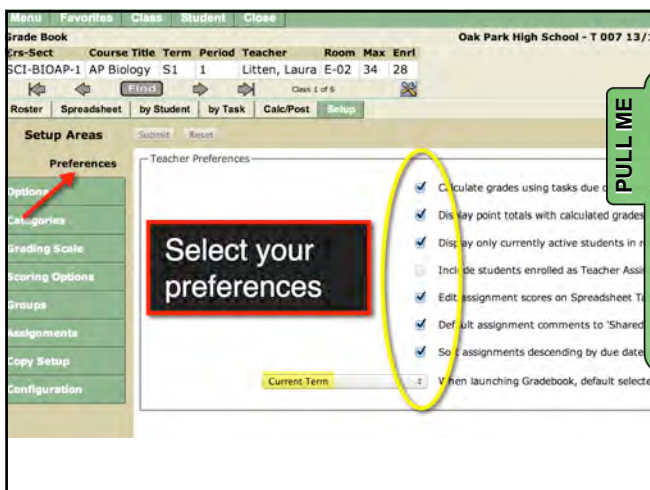 Menu Favorites Class Student Close
Grade Book Oak Park High School - T 007 13/
Crs-Sect Course Title Term Period Teacher Room Max Enrl
SCI-BIOAP-1 AP Biology S1 1 Litten, Laura E-02 34 28
Find Class 1 of 6
Roster Spreadsheet by Student by Task Calc/Post Setup
Setup Areas Submit Reset
Preferences
Teacher Preferences
Options
Categories
Grading Scale
Scoring Options
Groups
Assignments
Copy Setup
Configuration
Select your
preferences
Calculate grades using tasks due
Display point totals with calculated grades
Display only currently active students in
Include students enrolled as Teacher
Edit assignment scores on Spreadsheet
Default assignment comments to 'Shared
Sort assignments descending by due date
Current Term When launching Gradebook, default
PULL ME